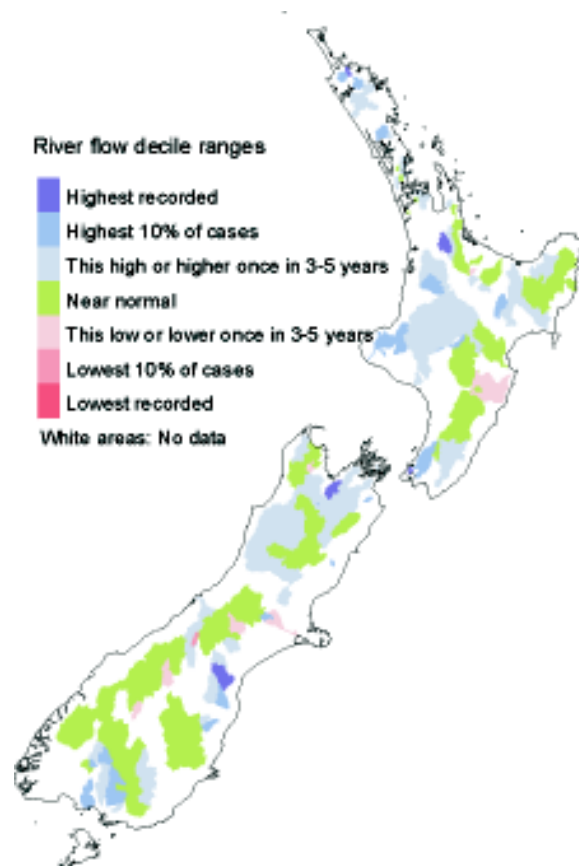 River flow decile ranges
Highest recorded
Highest 10% of cases
This high or higher once in 3-5 years
Near normal
This low or lower once in 3-5 years
Lowest 10% of cases
Lowest recorded
White areas: No data